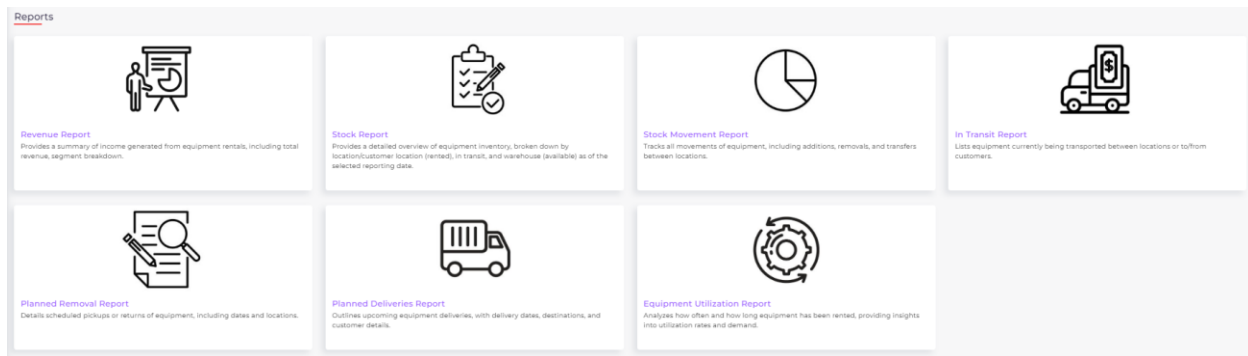 Reports
Revenue Report
Provides a summary of income generated from equipment rentals, including total
revenue, segment breakdown.
Stock Report
Provides a detailed overview of equipment inventory, broken down by
location/customer location (rented), in transit, and warehouse (available) as of the
selected reporting date.
Stock Movement Report
Tracks all movements of equipment, including additions, removals, and transfers
between locations.
In Transit Report
Lists equipment currently being transported between locations or to/from
customers.
Planned Removal Report
Details scheduled pickups or returns of equipment, including dates and locations.
Planned Deliveries Report
Outlines upcoming equipment deliveries, with delivery dates, destinations, and
customer details.
Equipment Utilization Report
Analyzes how often and how long equipment has been rented, providing insights
into utilization rates and demand.